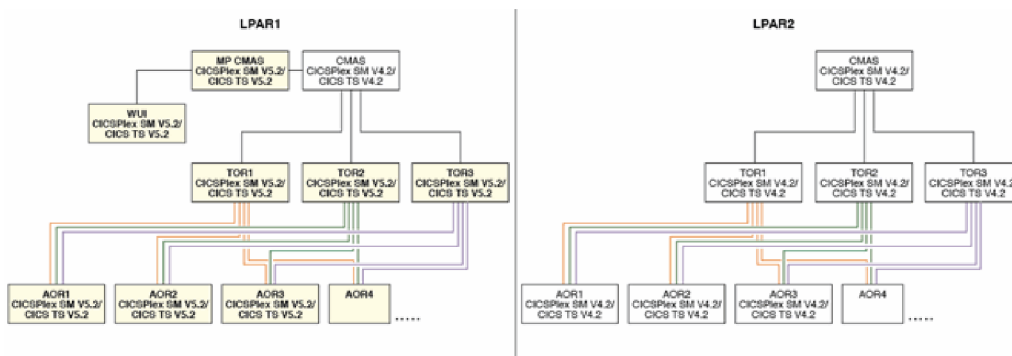 LPAR1
LPAR2
MP CMAS
CICSPlex SM V5.2/
CICS TS V5.2
CMAS
CICSPlex SM V4.2/
CICS TS V4.2
CMAS
CICSPlex SM V4.2/
CICS TS V4.2
WUI
CICSPlex SM V5.2/
CICS TS V5.2
TOR1
CICSPlex SM V5.2/
CICS TS V5.2
TOR2
CICSPlex SM V5.2/
CICS TS V5.2
TOR3
CICSPlex SM V5.2/
CICS TS V5.2
TOR1
CICSPlex SM V4.2/
CICS TS V4.2
TOR2
CICSPlex SM V4.2/
CICS TS V4.2
TOR3
CICSPlex SM V4.2/
CICS TS V4.2
AOR1
CICSPlex SM V5.2/
CICS TS V5.2
AOR2
CICSPlex SM V5.2/
CICS TS V5.2
AOR3
CICSPlex SM V5.2/
CICS TS V5.2
AOR4
.....
AOR1
CICSPlex SM V4.2/
CICS TS V4.2
AOR2
CICSPlex SM V4.2/
CICS TS V4.2
AOR3
CICSPlex SM V4.2/
CICS TS V4.2
AOR4
.....